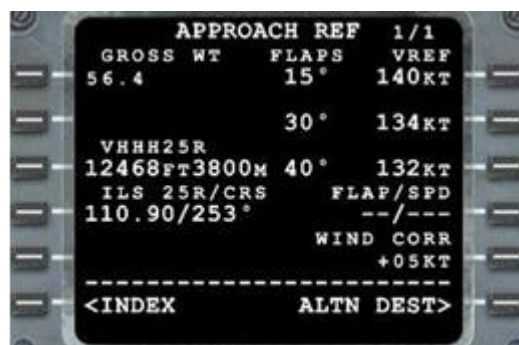 APPROACH REF 1/1
GROSS WT FLAPS VREF
56.4 15° 140KT
30° 134KT
VHHH25R
12468FT3800M 40° 132KT
ILS 25R/CRS FLAP/SPD
110.90/253° --/---
WIND CORR
+05KT
--------------------------
<INDEX ALTN DEST>